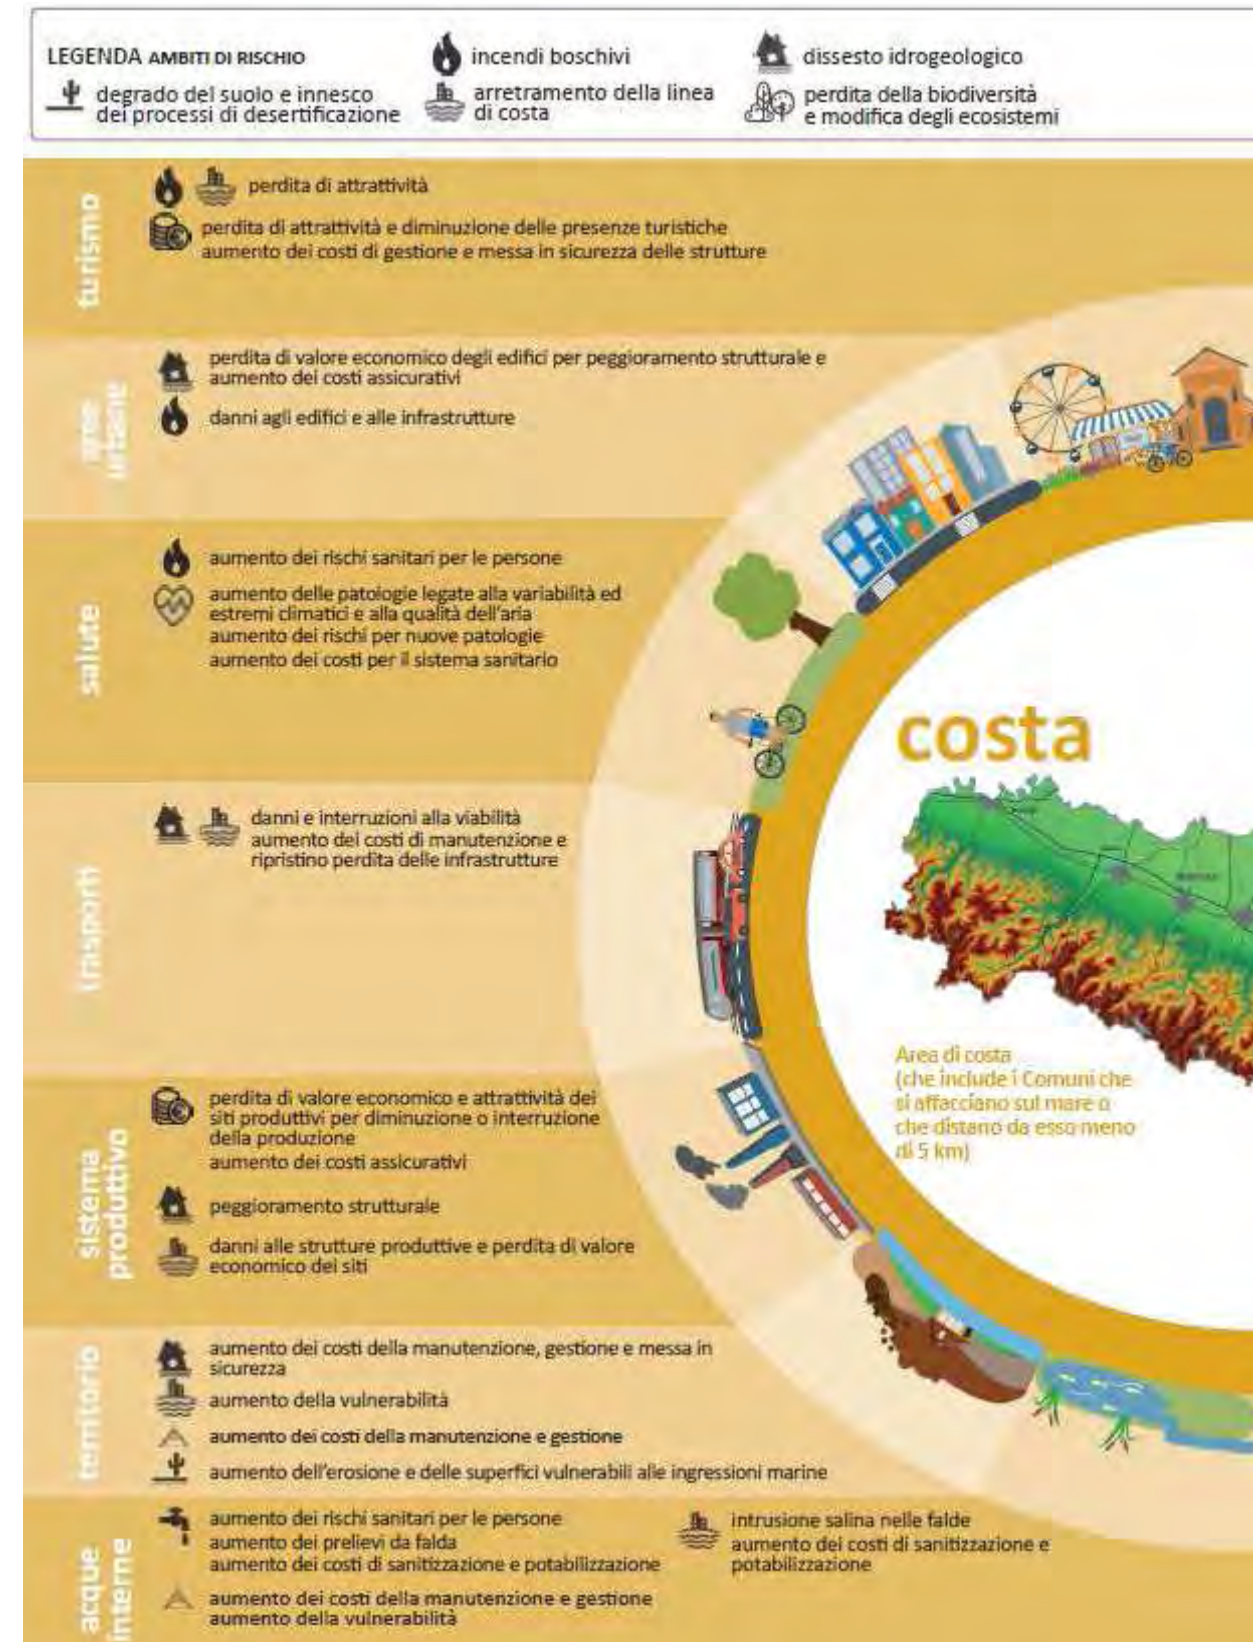 LEGENDA AMBITI DI RISCHIO
incendi boschivi
dissesto idrogeologico
degrado del suolo e innesco
dei processi di desertificazione
arretramento della linea
di costa
perdita della biodiversità
e modifica degli ecosistemi
turismo
perdita di attrattività
perdita di attrattività e diminuzione delle presenze turistiche
aumento dei costi di gestione e messa in sicurezza delle strutture
aree
urbane
perdita di valore economico degli edifici per peggioramento strutturale e
aumento dei costi assicurativi
danni agli edifici e alle infrastrutture
salute
aumento dei rischi sanitari per le persone
aumento delle patologie legate alla variabilità ed
estremi climatici e alla qualità dell'aria
aumento dei rischi per nuove patologie
aumento dei costi per il sistema sanitario
trasporti
danni e interruzioni alla viabilità
aumento dei costi di manutenzione e
ripristino perdita delle infrastrutture
sistema
produttivo
perdita di valore economico e attrattività dei
siti produttivi per diminuzione o interruzione
della produzione
aumento dei costi assicurativi
peggioramento strutturale
danni alle strutture produttive e perdita di valore
economico dei siti
costa
Area di costa
(che include i Comuni che
si affacciano sul mare o
che distano da esso meno
di 5 km)
territorio
aumento dei costi della manutenzione, gestione e messa in
sicurezza
aumento della vulnerabilità
aumento dei costi della manutenzione e gestione
aumento dell'erosione e delle superfici vulnerabili alle ingressioni marine
acque
interne
aumento dei rischi sanitari per le persone
aumento dei prelievi da falda
aumento dei costi di sanitizzazione e potabilizzazione
aumento dei costi della manutenzione e gestione
aumento della vulnerabilità
intrusione salina nelle falde
aumento dei costi di sanitizzazione e
potabilizzazione